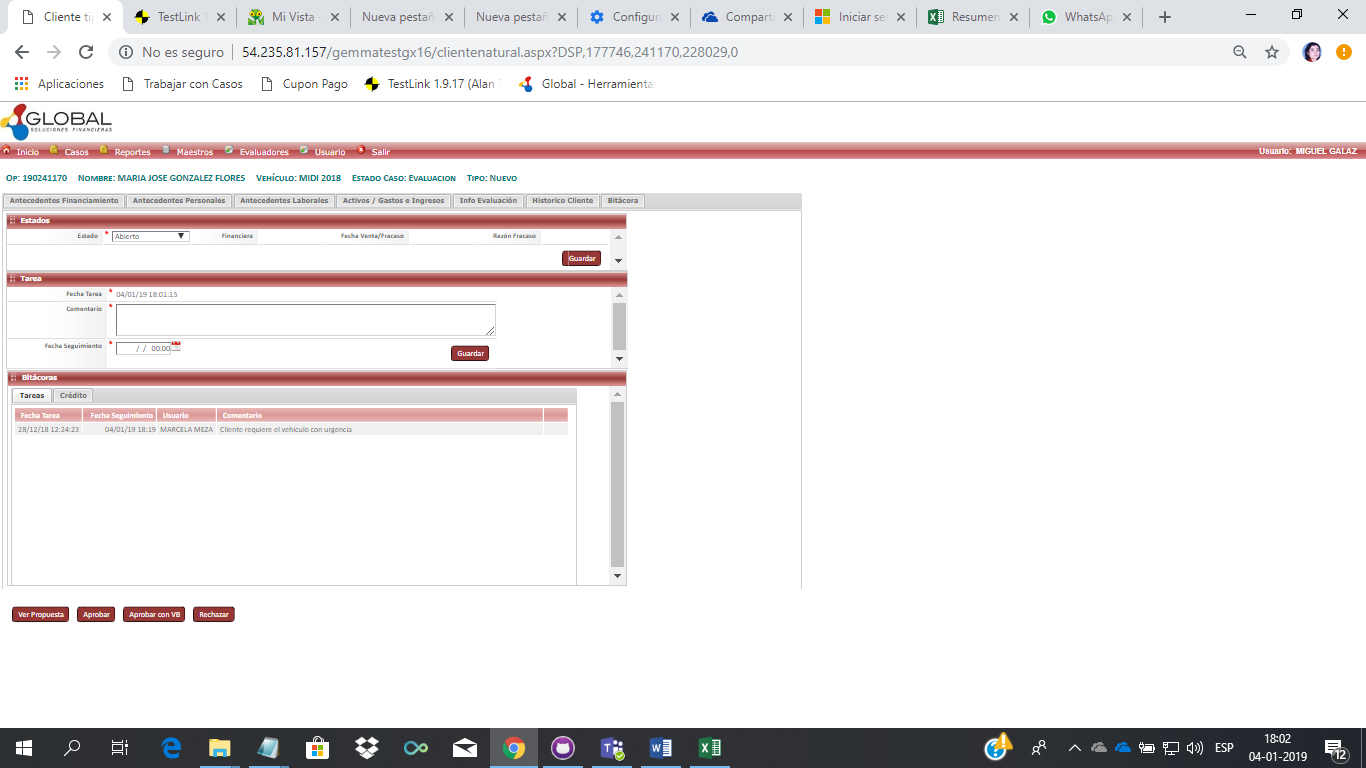 Cliente ti TestLink 1 Mi Vista - Nueva pestañ Nueva pestañ Configura Compart Iniciar se Resumen WhatsAp
No es seguro 54.235.81.157/gemmatestgx16/clientenatural.aspx?DSP,177746,241170,228029,0
Aplicaciones Trabajar con Casos Cupon Pago TestLink 1.9.17 (Alan Global - Herramienta
GLOBAL
SOLUCIONES FINANCIERAS
Inicio Casos Reportes Maestros Evaluadores Usuario Salir Usuario: MIGUEL GALAZ
OP: 190241170 NOMBRE: MARIA JOSE GONZALEZ FLORES VEHÍCULO: MIDI 2018 ESTADO CASO: EVALUACION TIPO: NUEVO
Antecedentes Financiamiento Antecedentes Personales Antecedentes Laborales Activos / Gastos e Ingresos Info Evaluación Historico Cliente Bitácora
Estados
Estado * Abierto Financiera Fecha Venta/Fracaso Razón Fracaso
Guardar
Tarea
Fecha Tarea * 04/01/19 18:01:15
Comentario *
Fecha Seguimiento * / / 00:00
Guardar
Bitácoras
Tareas Crédito
Fecha Tarea Fecha Seguimiento Usuario Comentario
28/12/18 12:24:23 04/01/19 18:19 MARCELA MEZA Cliente requiere el vehiculo con urgencia
Ver Propuesta Aprobar Aprobar con VB Rechazar
ESP 18:02
04-01-2019 12